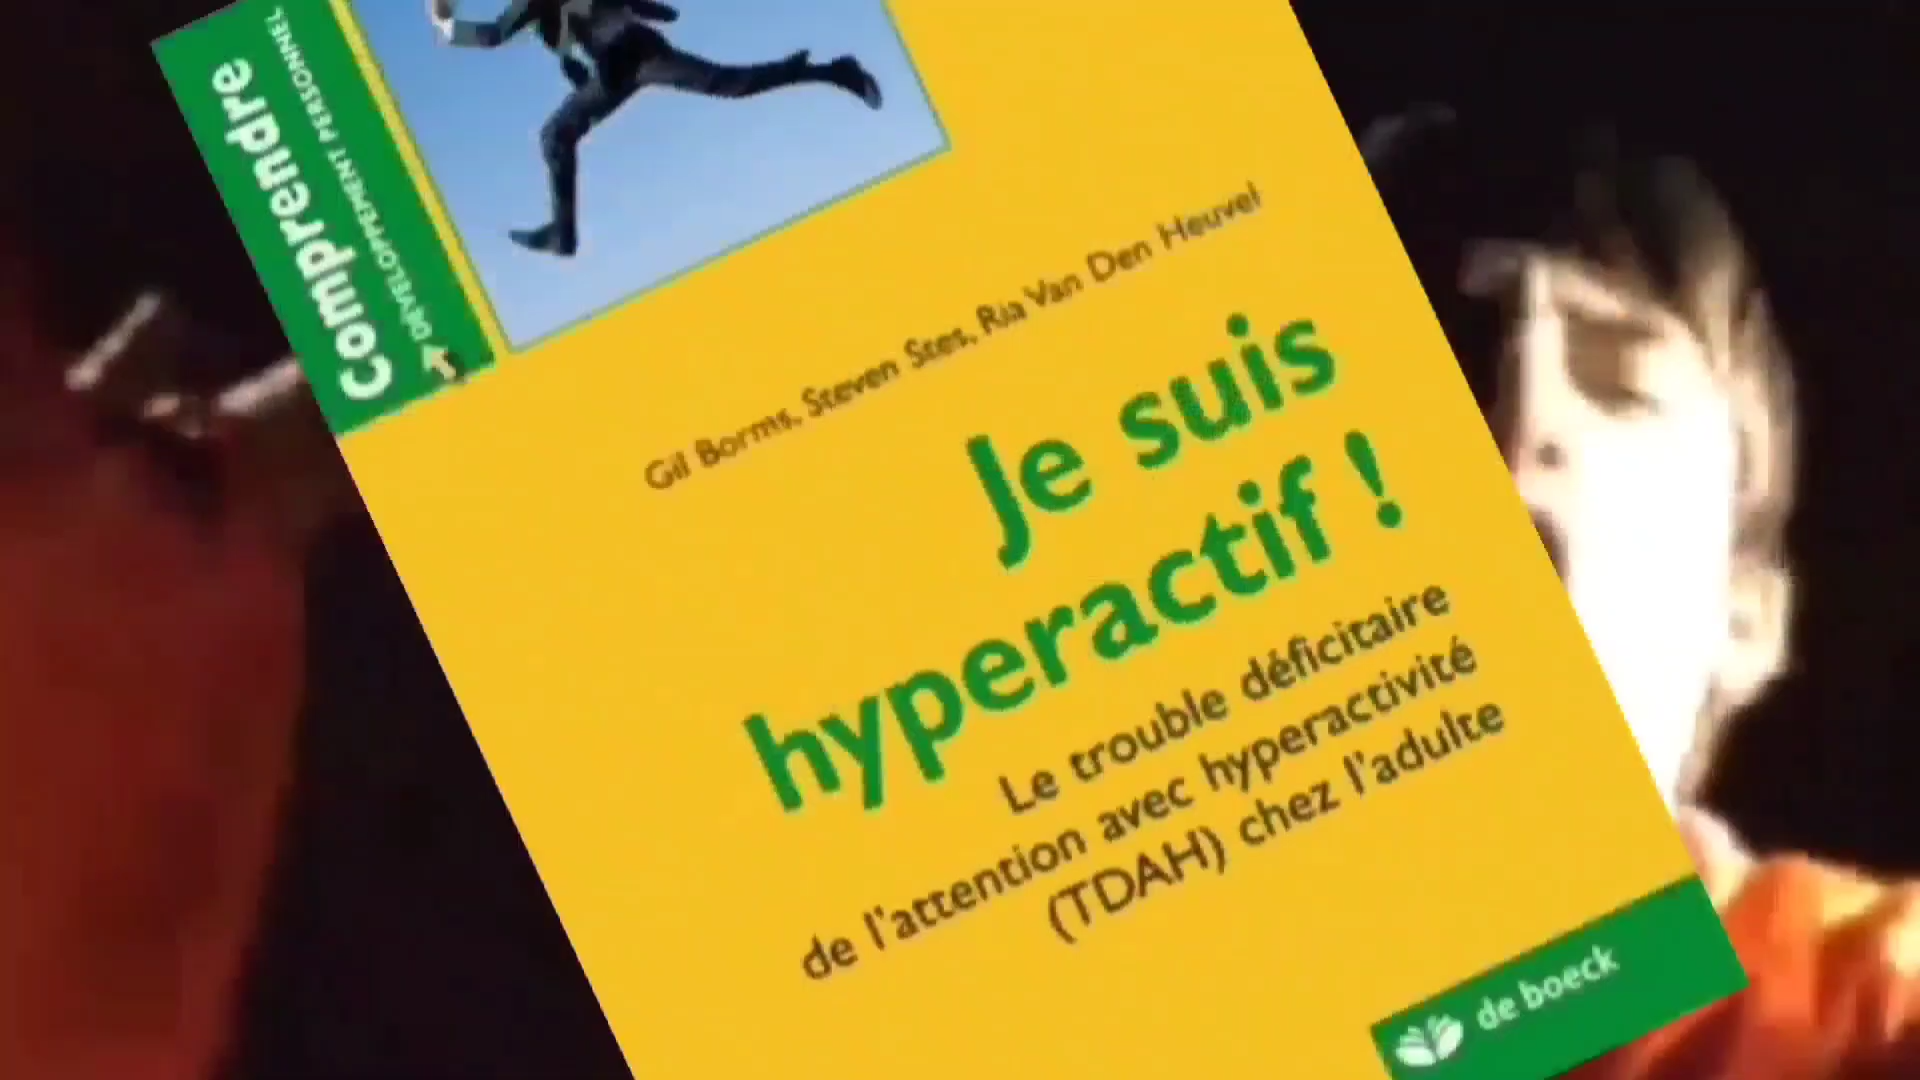 Comprendre
DÉVELOPPEMENT PERSONNEL
Gil Borms, Steven Stes, Ria Van Den Heuvel
Je suis
hyperactif !
Le trouble déficitaire
de l'attention avec hyperactivité
(TDAH) chez l'adulte
de boeck